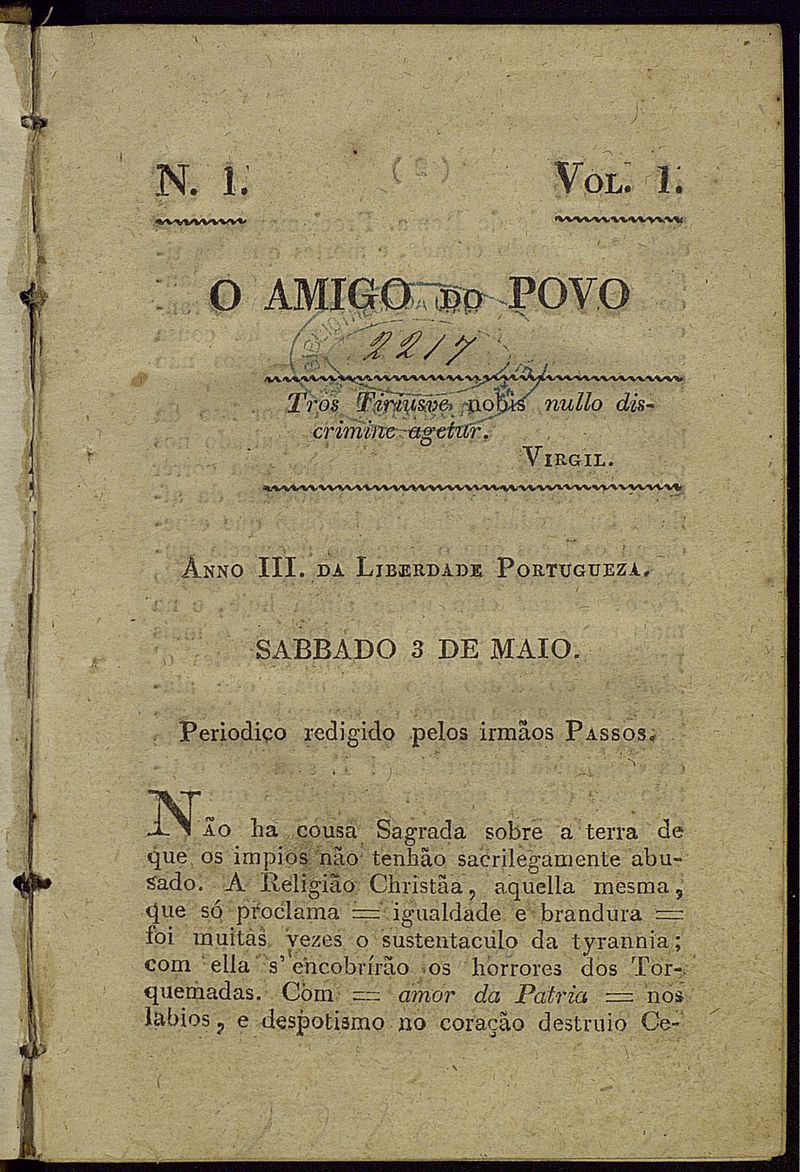 N. 1. VOL. 1.
O AMIGO DO POVO
BIBLIOTHECA DA
2217
Tros Tiriusve nobis nullo dis-
crimine agetur.
VIRGIL.
ANNO III. DA LIBERDADE PORTUGUEZA.
SABBADO 3 DE MAIO.
Periodico redigido pelos irmãos PASSOS.
NÃO ha cousa Sagrada sobre a terra de
que os impios não tenhão sacrilegamente abu-
sado. A Religião Christãa, aquella mesma,
que só proclama = igualdade e brandura =
foi muitas vezes o sustentaculo da tyrannia;
com ella s'encobrírão os horrores dos Tor-
quemadas. Com = amor da Patria = nos
labios, e despotismo no coração destruio Ce-